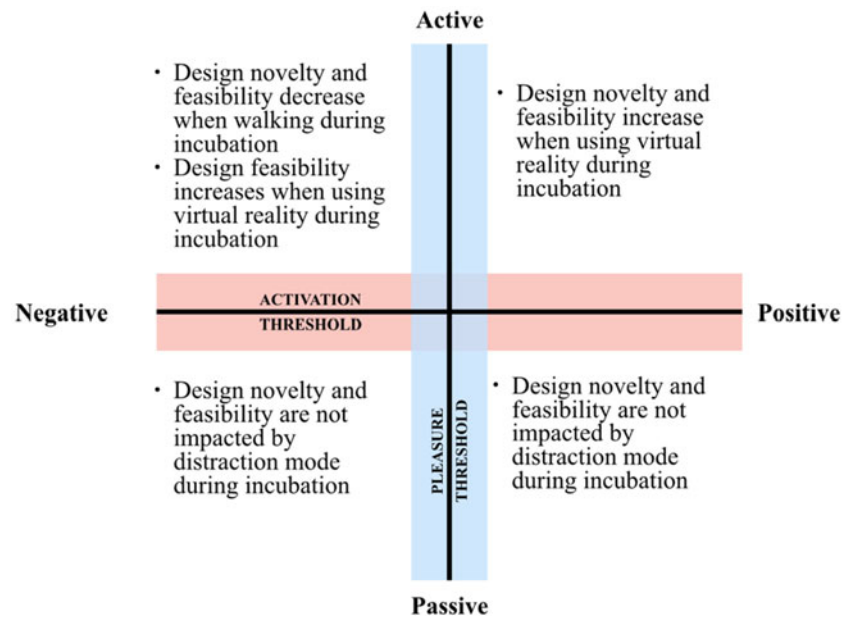 Active
• Design novelty and
feasibility decrease
when walking during
incubation
• Design feasibility
increases when using
virtual reality during
incubation
• Design novelty and
feasibility increase
when using virtual
reality during
incubation
Negative
ACTIVATION
THRESHOLD
Positive
• Design novelty and
feasibility are not
impacted by
distraction mode
during incubation
PLEASURE
THRESHOLD
• Design novelty and
feasibility are not
impacted by
distraction mode
during incubation
Passive